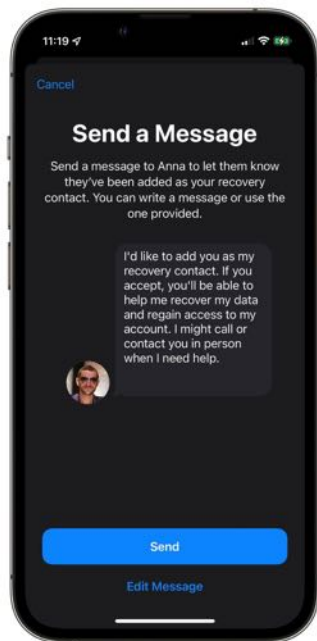 11:19
Cancel
Send a Message
Send a message to Anna to let them know
they've been added as your recovery
contact. You can write a message or use the
one provided.
I'd like to add you as my
recovery contact. If you
accept, you'll be able to
help me recover my data
and regain access to my
account. I might call or
contact you in person
when I need help.
Send
Edit Message